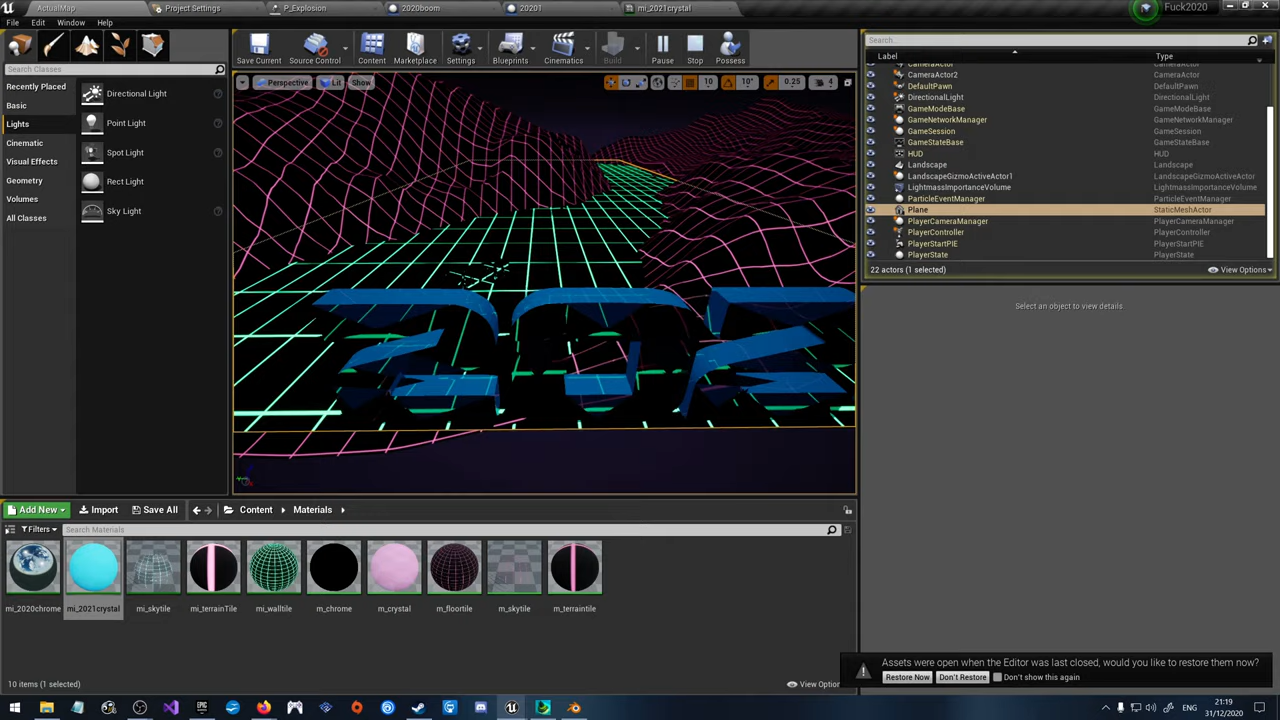 ActualMap
Project Settings
P_Explosion
2020boom
20201
mi_2021crystal
Fuck2020
File
Edit
Window
Help
Search Classes
Recently Placed
Basic
Lights
Cinematic
Visual Effects
Geometry
Volumes
All Classes
Directional Light
Point Light
Spot Light
Rect Light
Sky Light
Save Current
Source Control
Content
Marketplace
Settings
Blueprints
Cinematics
Build
Pause
Stop
Possess
Perspective
Lit
Show
10
10°
0.25
4
Search...
Label
Type
CameraActor
CameraActor
CameraActor2
CameraActor
DefaultPawn
DefaultPawn
DirectionalLight
DirectionalLight
GameModeBase
GameModeBase
GameNetworkManager
GameNetworkManager
GameSession
GameSession
GameStateBase
GameStateBase
HUD
HUD
Landscape
Landscape
LandscapeGizmoActiveActor1
LandscapeGizmoActiveActor
LightmassImportanceVolume
LightmassImportanceVolume
ParticleEventManager
ParticleEventManager
Plane
StaticMeshActor
PlayerCameraManager
PlayerCameraManager
PlayerController
PlayerController
PlayerStartPIE
PlayerStartPIE
PlayerState
PlayerState
22 actors (1 selected)
View Options
Select an object to view details.
Add New
Import
Save All
Content
Materials
Filters
Search Materials
mi_2020chrome
mi_2021crystal
mi_skytile
mi_terrainTile
mi_walltile
m_chrome
m_crystal
m_floortile
m_skytile
m_terraintile
10 items (1 selected)
View Option
Assets were open when the Editor was last closed, would you like to restore them now?
Restore Now
Don't Restore
Don't show this again
ENG
21:19
31/12/2020